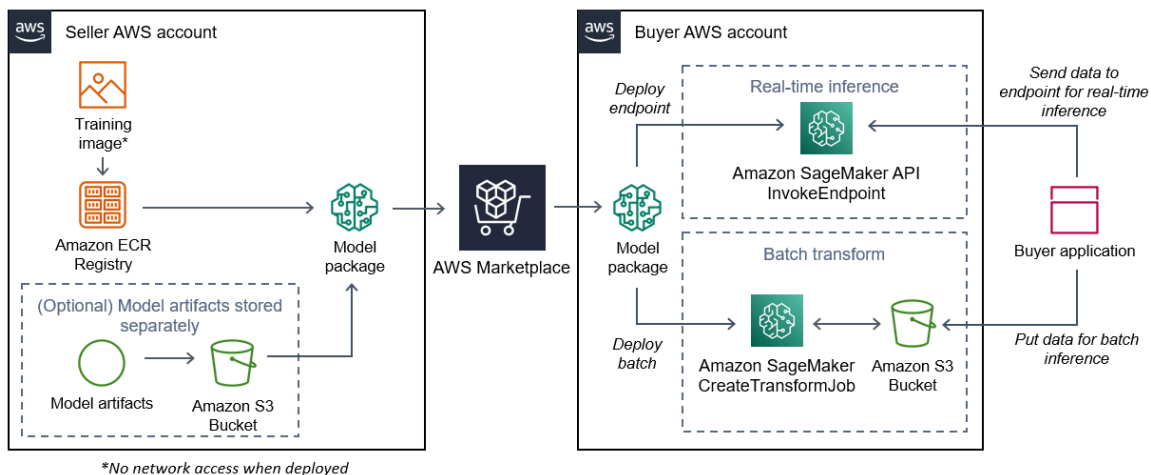 aws
Seller AWS account
Training
image*
Amazon ECR
Registry
(Optional) Model artifacts stored
separately
Model artifacts
Amazon S3
Bucket
Model
package
*No network access when deployed
AWS Marketplace
aws
Buyer AWS account
Deploy
endpoint
Model
package
Deploy
batch
Real-time inference
Amazon SageMaker API
InvokeEndpoint
Batch transform
Amazon SageMaker
CreateTransformJob
Amazon S3
Bucket
Send data to
endpoint for real-time
inference
Buyer application
Put data for batch
inference